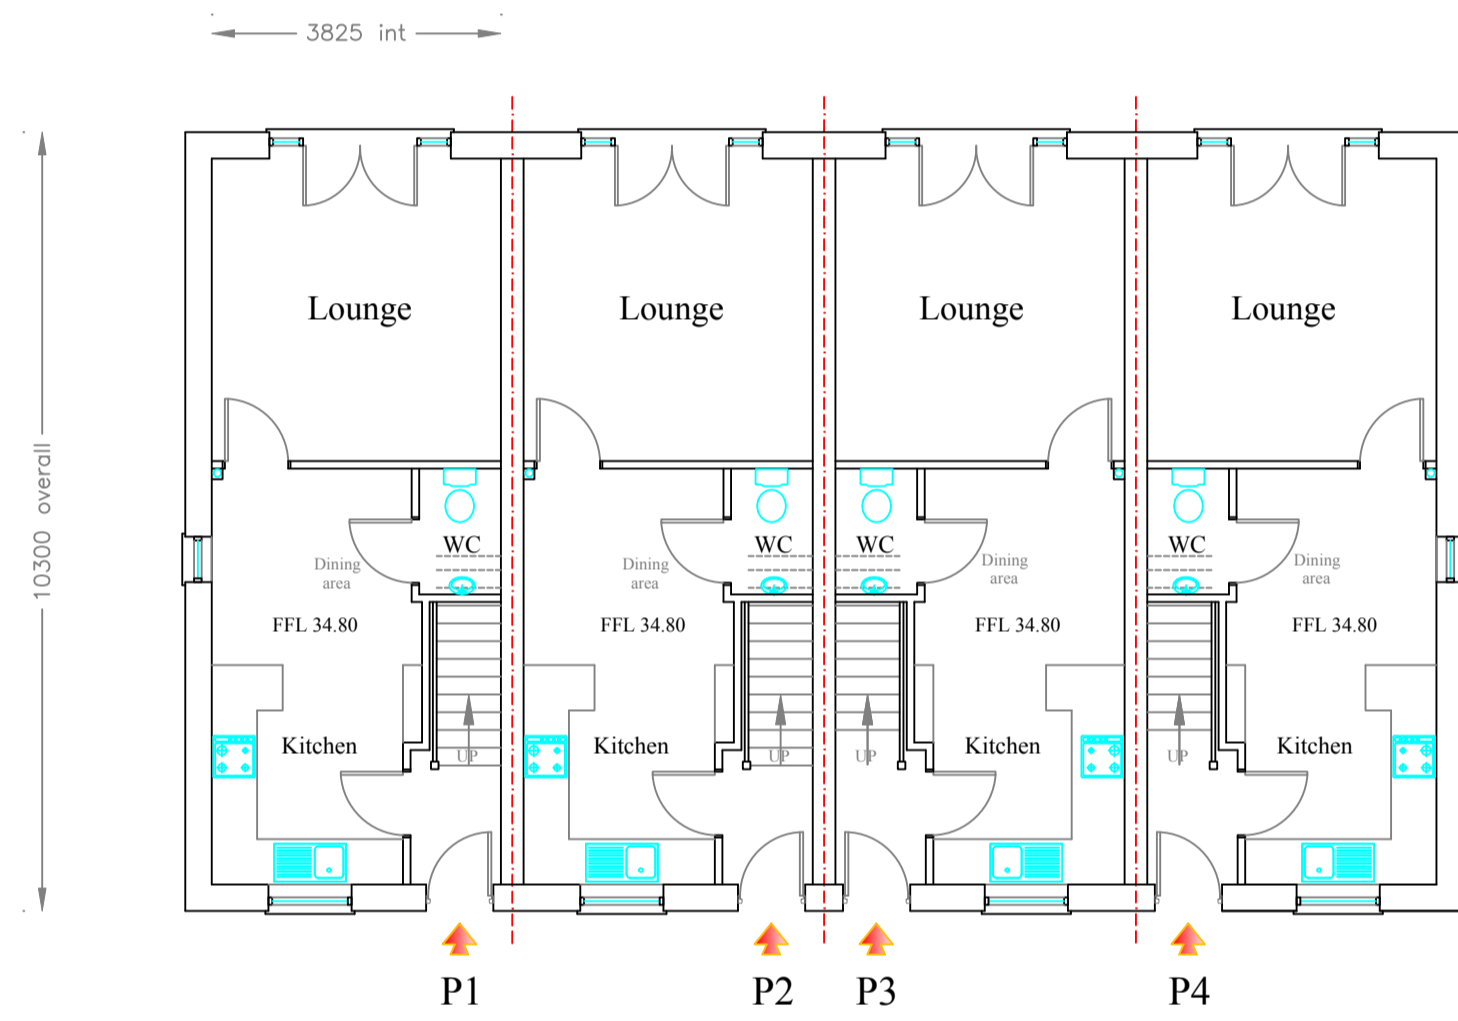 3825 int
10300 overall
Lounge
Lounge
Lounge
Lounge
WC
WC
WC
WC
Dining
area
Dining
area
Dining
area
Dining
area
FFL 34.80
FFL 34.80
FFL 34.80
FFL 34.80
Kitchen
Kitchen
Kitchen
Kitchen
UP
UP
UP
UP
P1
P2
P3
P4